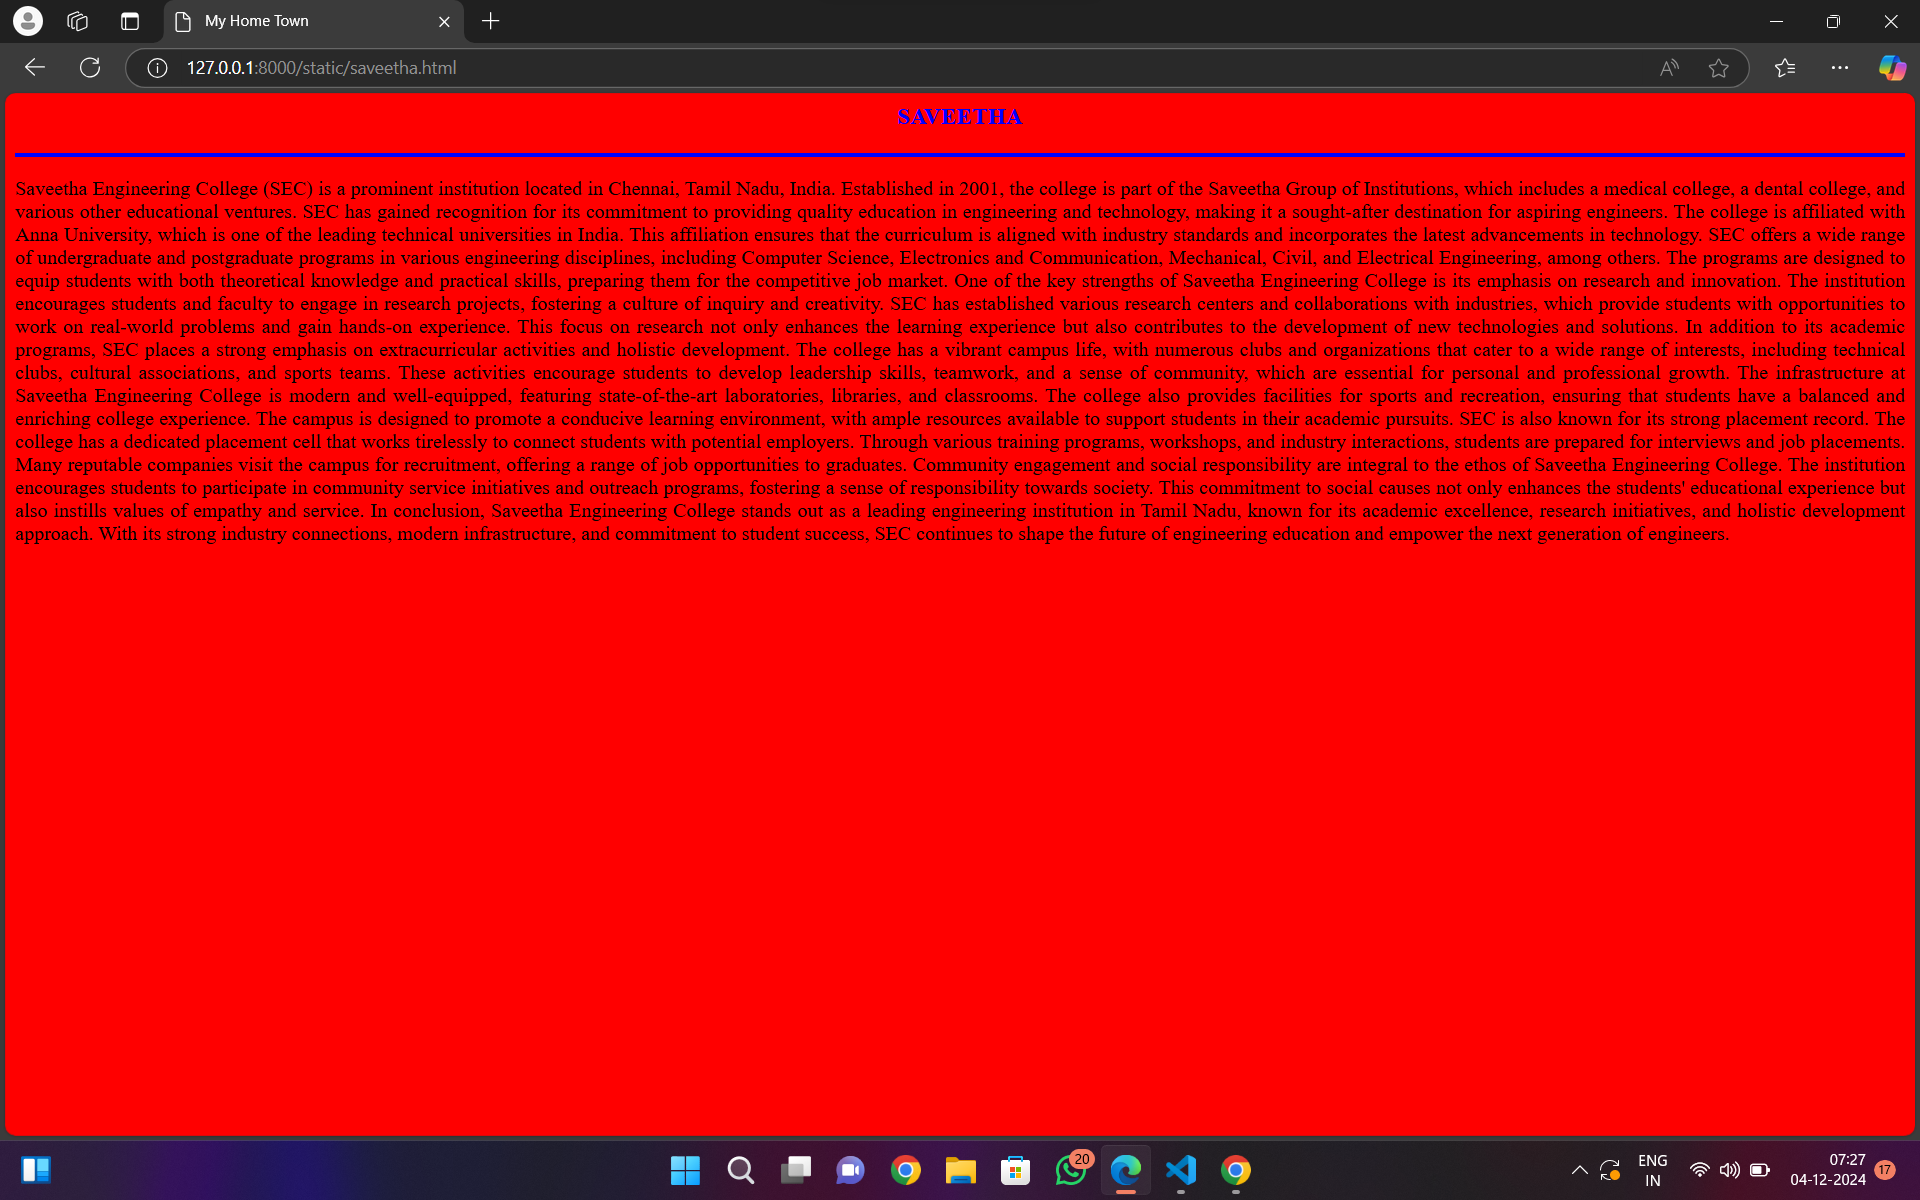 My Home Town
127.0.0.1:8000/static/saveetha.html
SAVEETHA
Saveetha Engineering College (SEC) is a prominent institution located in Chennai, Tamil Nadu, India. Established in 2001, the college is part of the Saveetha Group of Institutions, which includes a medical college, a dental college, and
various other educational ventures. SEC has gained recognition for its commitment to providing quality education in engineering and technology, making it a sought-after destination for aspiring engineers. The college is affiliated with
Anna University, which is one of the leading technical universities in India. This affiliation ensures that the curriculum is aligned with industry standards and incorporates the latest advancements in technology. SEC offers a wide range
of undergraduate and postgraduate programs in various engineering disciplines, including Computer Science, Electronics and Communication, Mechanical, Civil, and Electrical Engineering, among others. The programs are designed to
equip students with both theoretical knowledge and practical skills, preparing them for the competitive job market. One of the key strengths of Saveetha Engineering College is its emphasis on research and innovation. The institution
encourages students and faculty to engage in research projects, fostering a culture of inquiry and creativity. SEC has established various research centers and collaborations with industries, which provide students with opportunities to
work on real-world problems and gain hands-on experience. This focus on research not only enhances the learning experience but also contributes to the development of new technologies and solutions. In addition to its academic
programs, SEC places a strong emphasis on extracurricular activities and holistic development. The college has a vibrant campus life, with numerous clubs and organizations that cater to a wide range of interests, including technical
clubs, cultural associations, and sports teams. These activities encourage students to develop leadership skills, teamwork, and a sense of community, which are essential for personal and professional growth. The infrastructure at
Saveetha Engineering College is modern and well-equipped, featuring state-of-the-art laboratories, libraries, and classrooms. The college also provides facilities for sports and recreation, ensuring that students have a balanced and
enriching college experience. The campus is designed to promote a conducive learning environment, with ample resources available to support students in their academic pursuits. SEC is also known for its strong placement record. The
college has a dedicated placement cell that works tirelessly to connect students with potential employers. Through various training programs, workshops, and industry interactions, students are prepared for interviews and job placements.
Many reputable companies visit the campus for recruitment, offering a range of job opportunities to graduates. Community engagement and social responsibility are integral to the ethos of Saveetha Engineering College. The institution
encourages students to participate in community service initiatives and outreach programs, fostering a sense of responsibility towards society. This commitment to social causes not only enhances the students' educational experience but
also instills values of empathy and service. In conclusion, Saveetha Engineering College stands out as a leading engineering institution in Tamil Nadu, known for its academic excellence, research initiatives, and holistic development
approach. With its strong industry connections, modern infrastructure, and commitment to student success, SEC continues to shape the future of engineering education and empower the next generation of engineers.
20
ENG
IN
07:27
04-12-2024
17